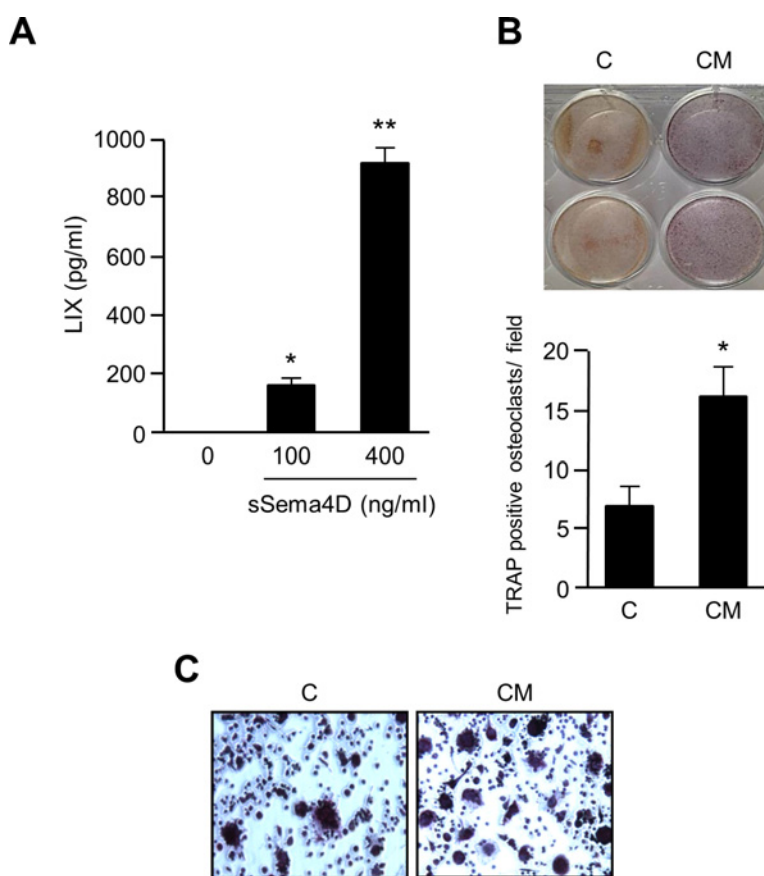 A
LIX (pg/ml)
1000
800
600
400
200
0
*
**
0 100 400
sSema4D (ng/ml)
B
C CM
TRAP positive osteoclasts/ field
20
15
10
5
0
*
C CM
C
C CM